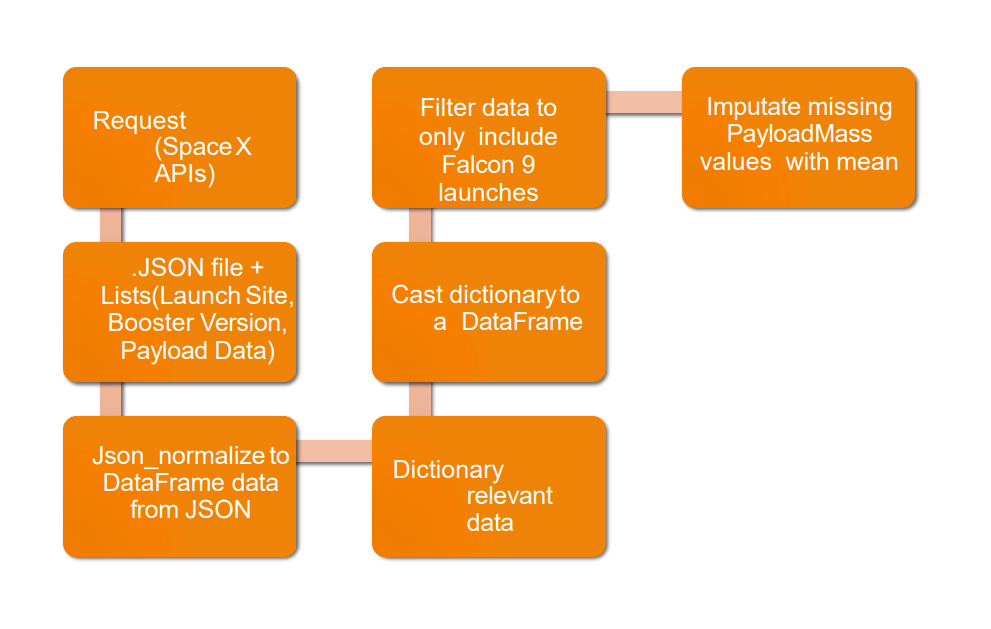 Request
(Space X
APIs)
.JSON file +
Lists(Launch Site,
Booster Version,
Payload Data)
Json_normalize to
DataFrame data
from JSON
Dictionary
relevant
data
Cast dictionary to
a DataFrame
Filter data to
only include
Falcon 9
launches
Imputate missing
PayloadMass
values with mean